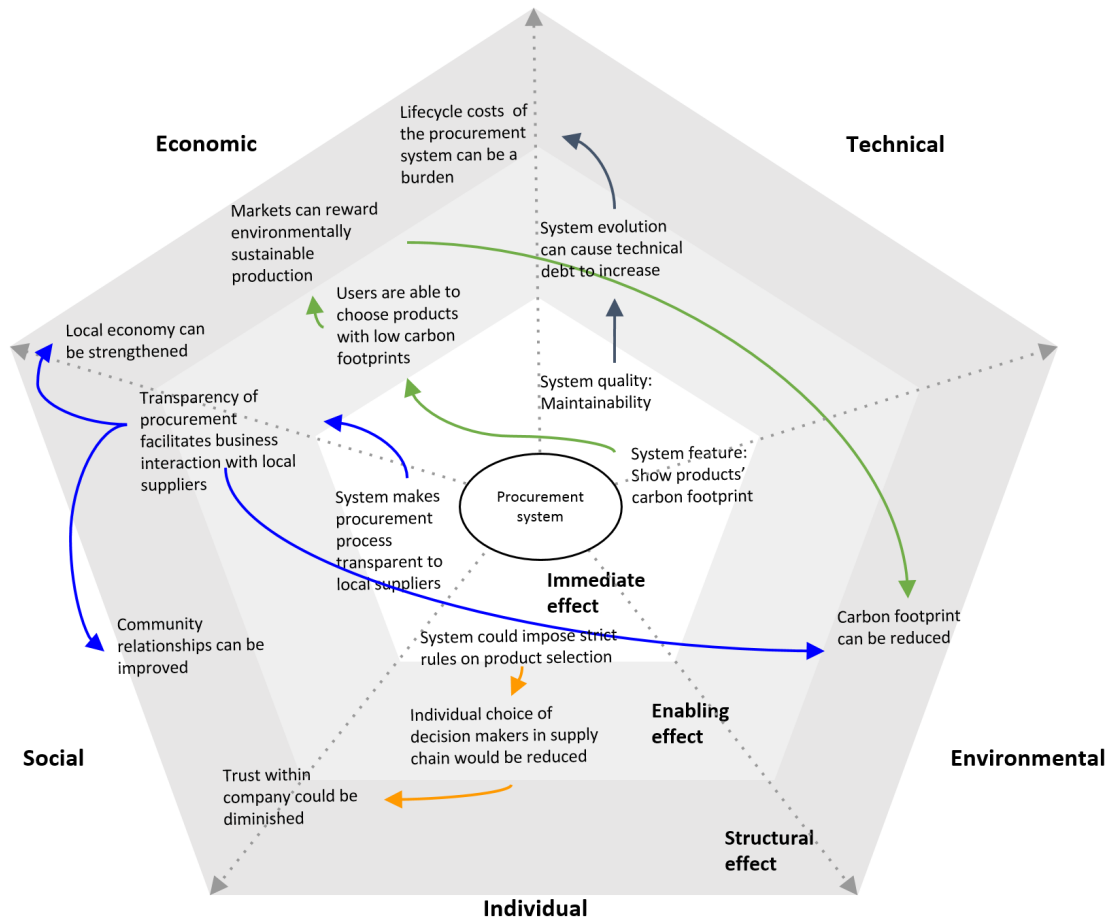 Lifecycle costs of
the procurement
system can be a
burden
Economic
Technical
Markets can reward
environmentally
sustainable
production
System evolution
can cause technical
debt to increase
Users are able to
choose products
with low carbon
footprints
Local economy can
be strengthened
System quality:
Maintainability
Transparency of
procurement
facilitates business
interaction with local
suppliers
System feature:
Show products'
carbon footprint
System makes
procurement
process
transparent to
local suppliers
Procurement
system
Immediate
effect
Carbon footprint
can be reduced
Community
relationships can be
improved
System could impose strict
rules on product selection
Individual choice of
decision makers in supply
chain would be reduced
Enabling
effect
Social
Environmental
Trust within
company could be
diminished
Structural
effect
Individual